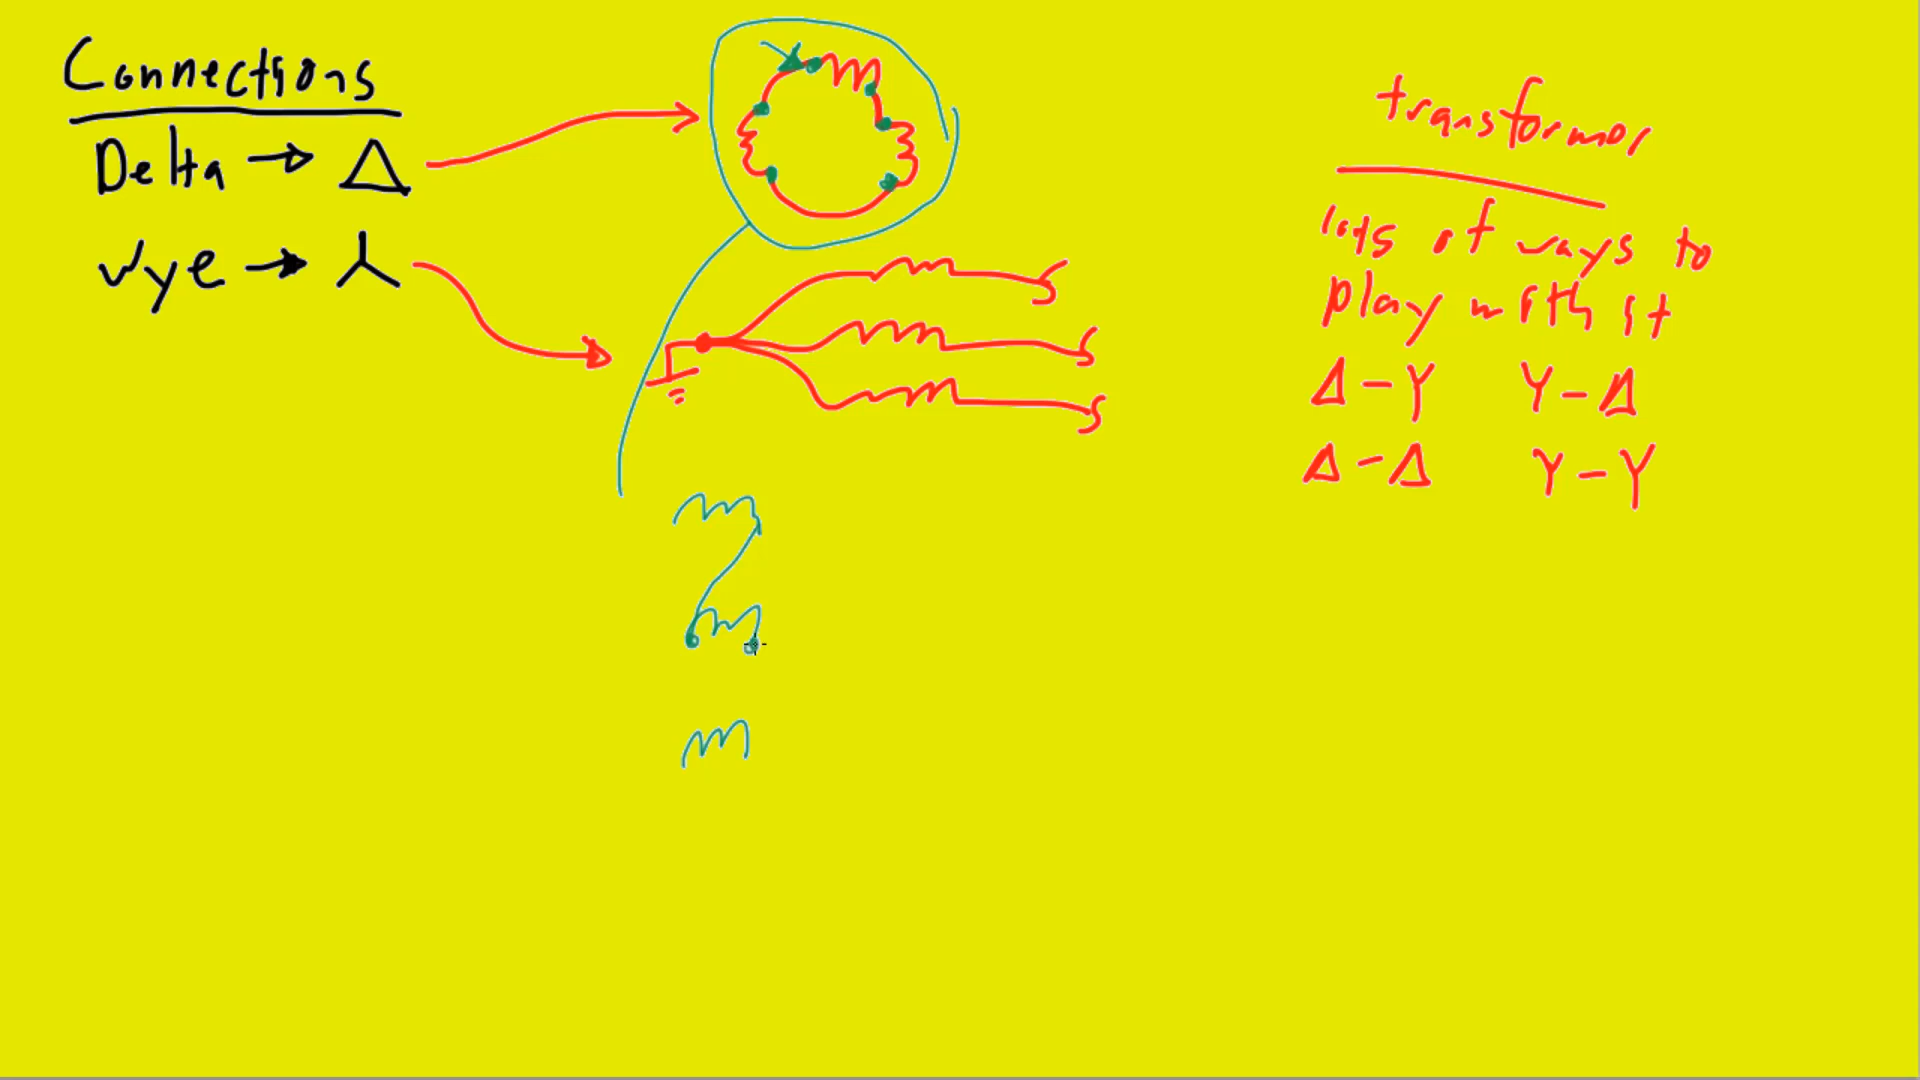 Connections
Delta → Δ
Wye → ⅄
transformer
lots of ways to
play with it
Δ - Y   Y - Δ
Δ - Δ   Y - Y